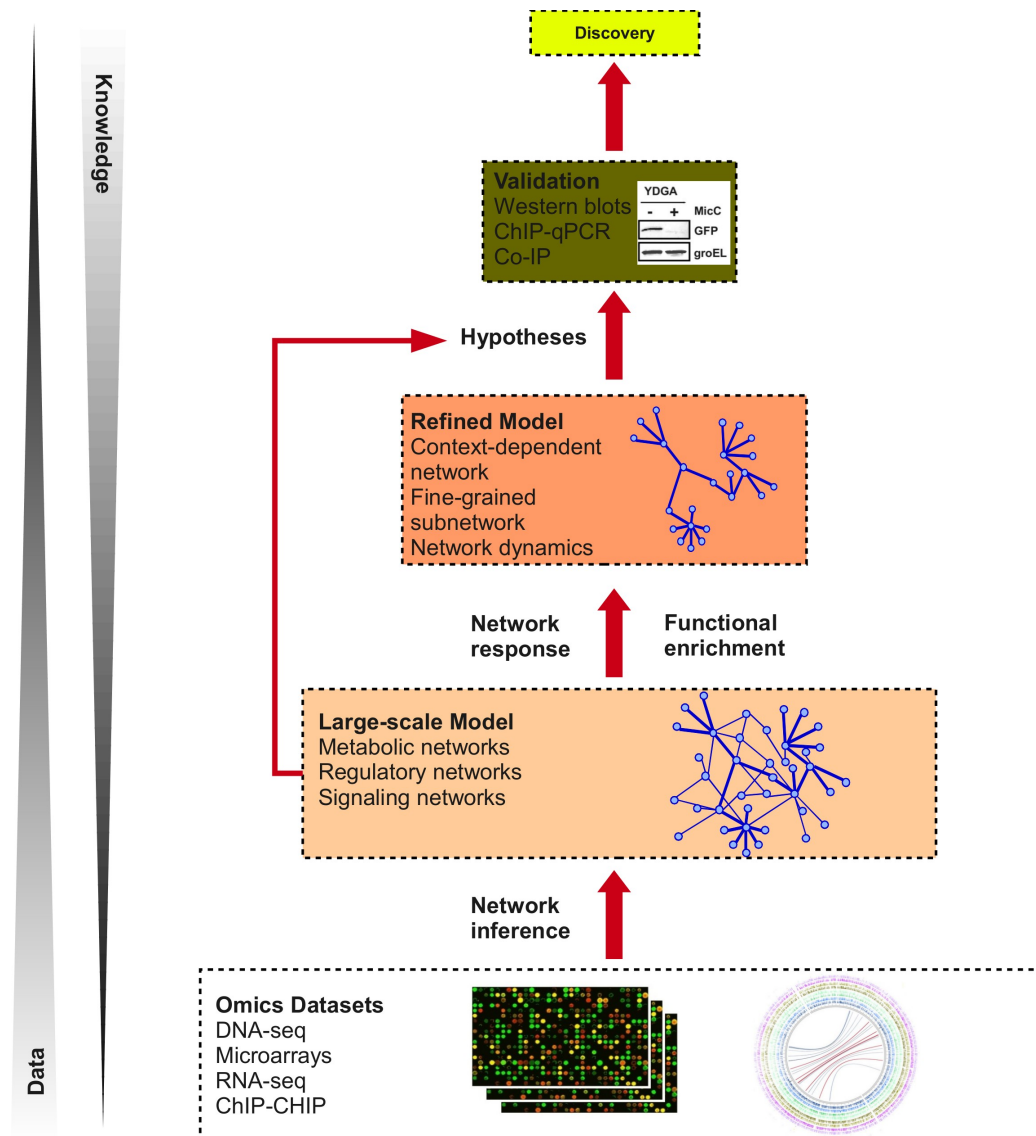 Discovery
Knowledge
Validation
Western blots
ChIP-qPCR
Co-IP
YDGA
- + MicC
GFP
groEL
Hypotheses
Refined Model
Context-dependent
network
Fine-grained
subnetwork
Network dynamics
Network
response
Functional
enrichment
Large-scale Model
Metabolic networks
Regulatory networks
Signaling networks
Network
inference
Omics Datasets
DNA-seq
Microarrays
RNA-seq
ChIP-CHIP
Data